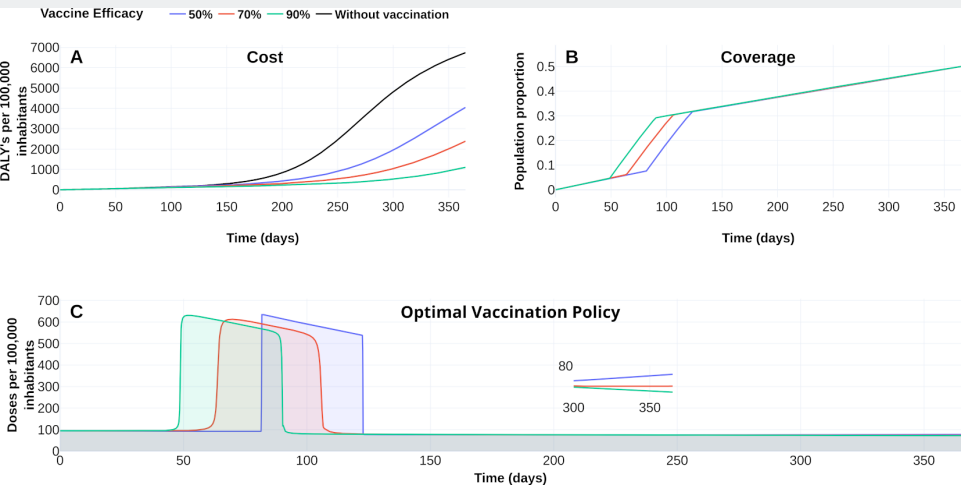 Vaccine Efficacy 50% 70% 90% Without vaccination
A Cost
DALY's per 100,000
inhabitants
7000
6000
5000
4000
3000
2000
1000
0
0 50 100 150 200 250 300 350
Time (days)
B Coverage
Population proportion
0.5
0.4
0.3
0.2
0.1
0
0 50 100 150 200 250 300 350
Time (days)
C Optimal Vaccination Policy
Doses per 100,000
inhabitants
700
600
500
400
300
200
100
0
80
300 350
0 50 100 150 200 250 300 350
Time (days)